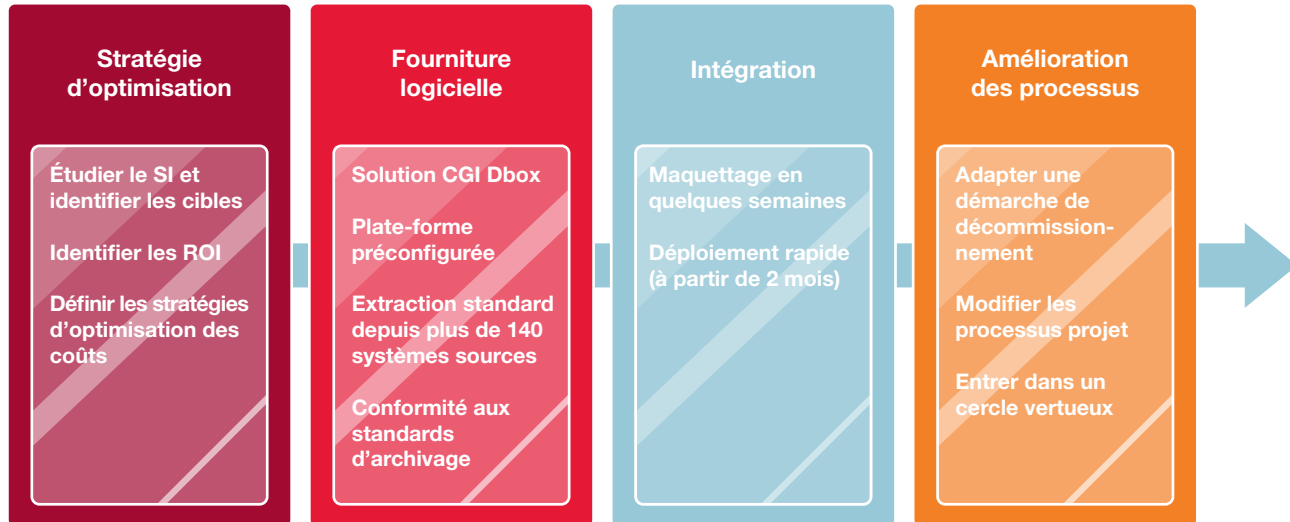 Stratégie
d’optimisation
Étudier le SI et
identifier les cibles
Identifier les ROI
Définir les stratégies
d’optimisation des
coûts
Fourniture
logicielle
Solution CGI Dbox
Plate-forme
préconfigurée
Extraction standard
depuis plus de 140
systèmes sources
Conformité aux
standards
d’archivage
Intégration
Maquettage en
quelques semaines
Déploiement rapide
(à partir de 2 mois)
Amélioration
des processus
Adapter une
démarche de
décommission-
nement
Modifier les
processus projet
Entrer dans un
cercle vertueux